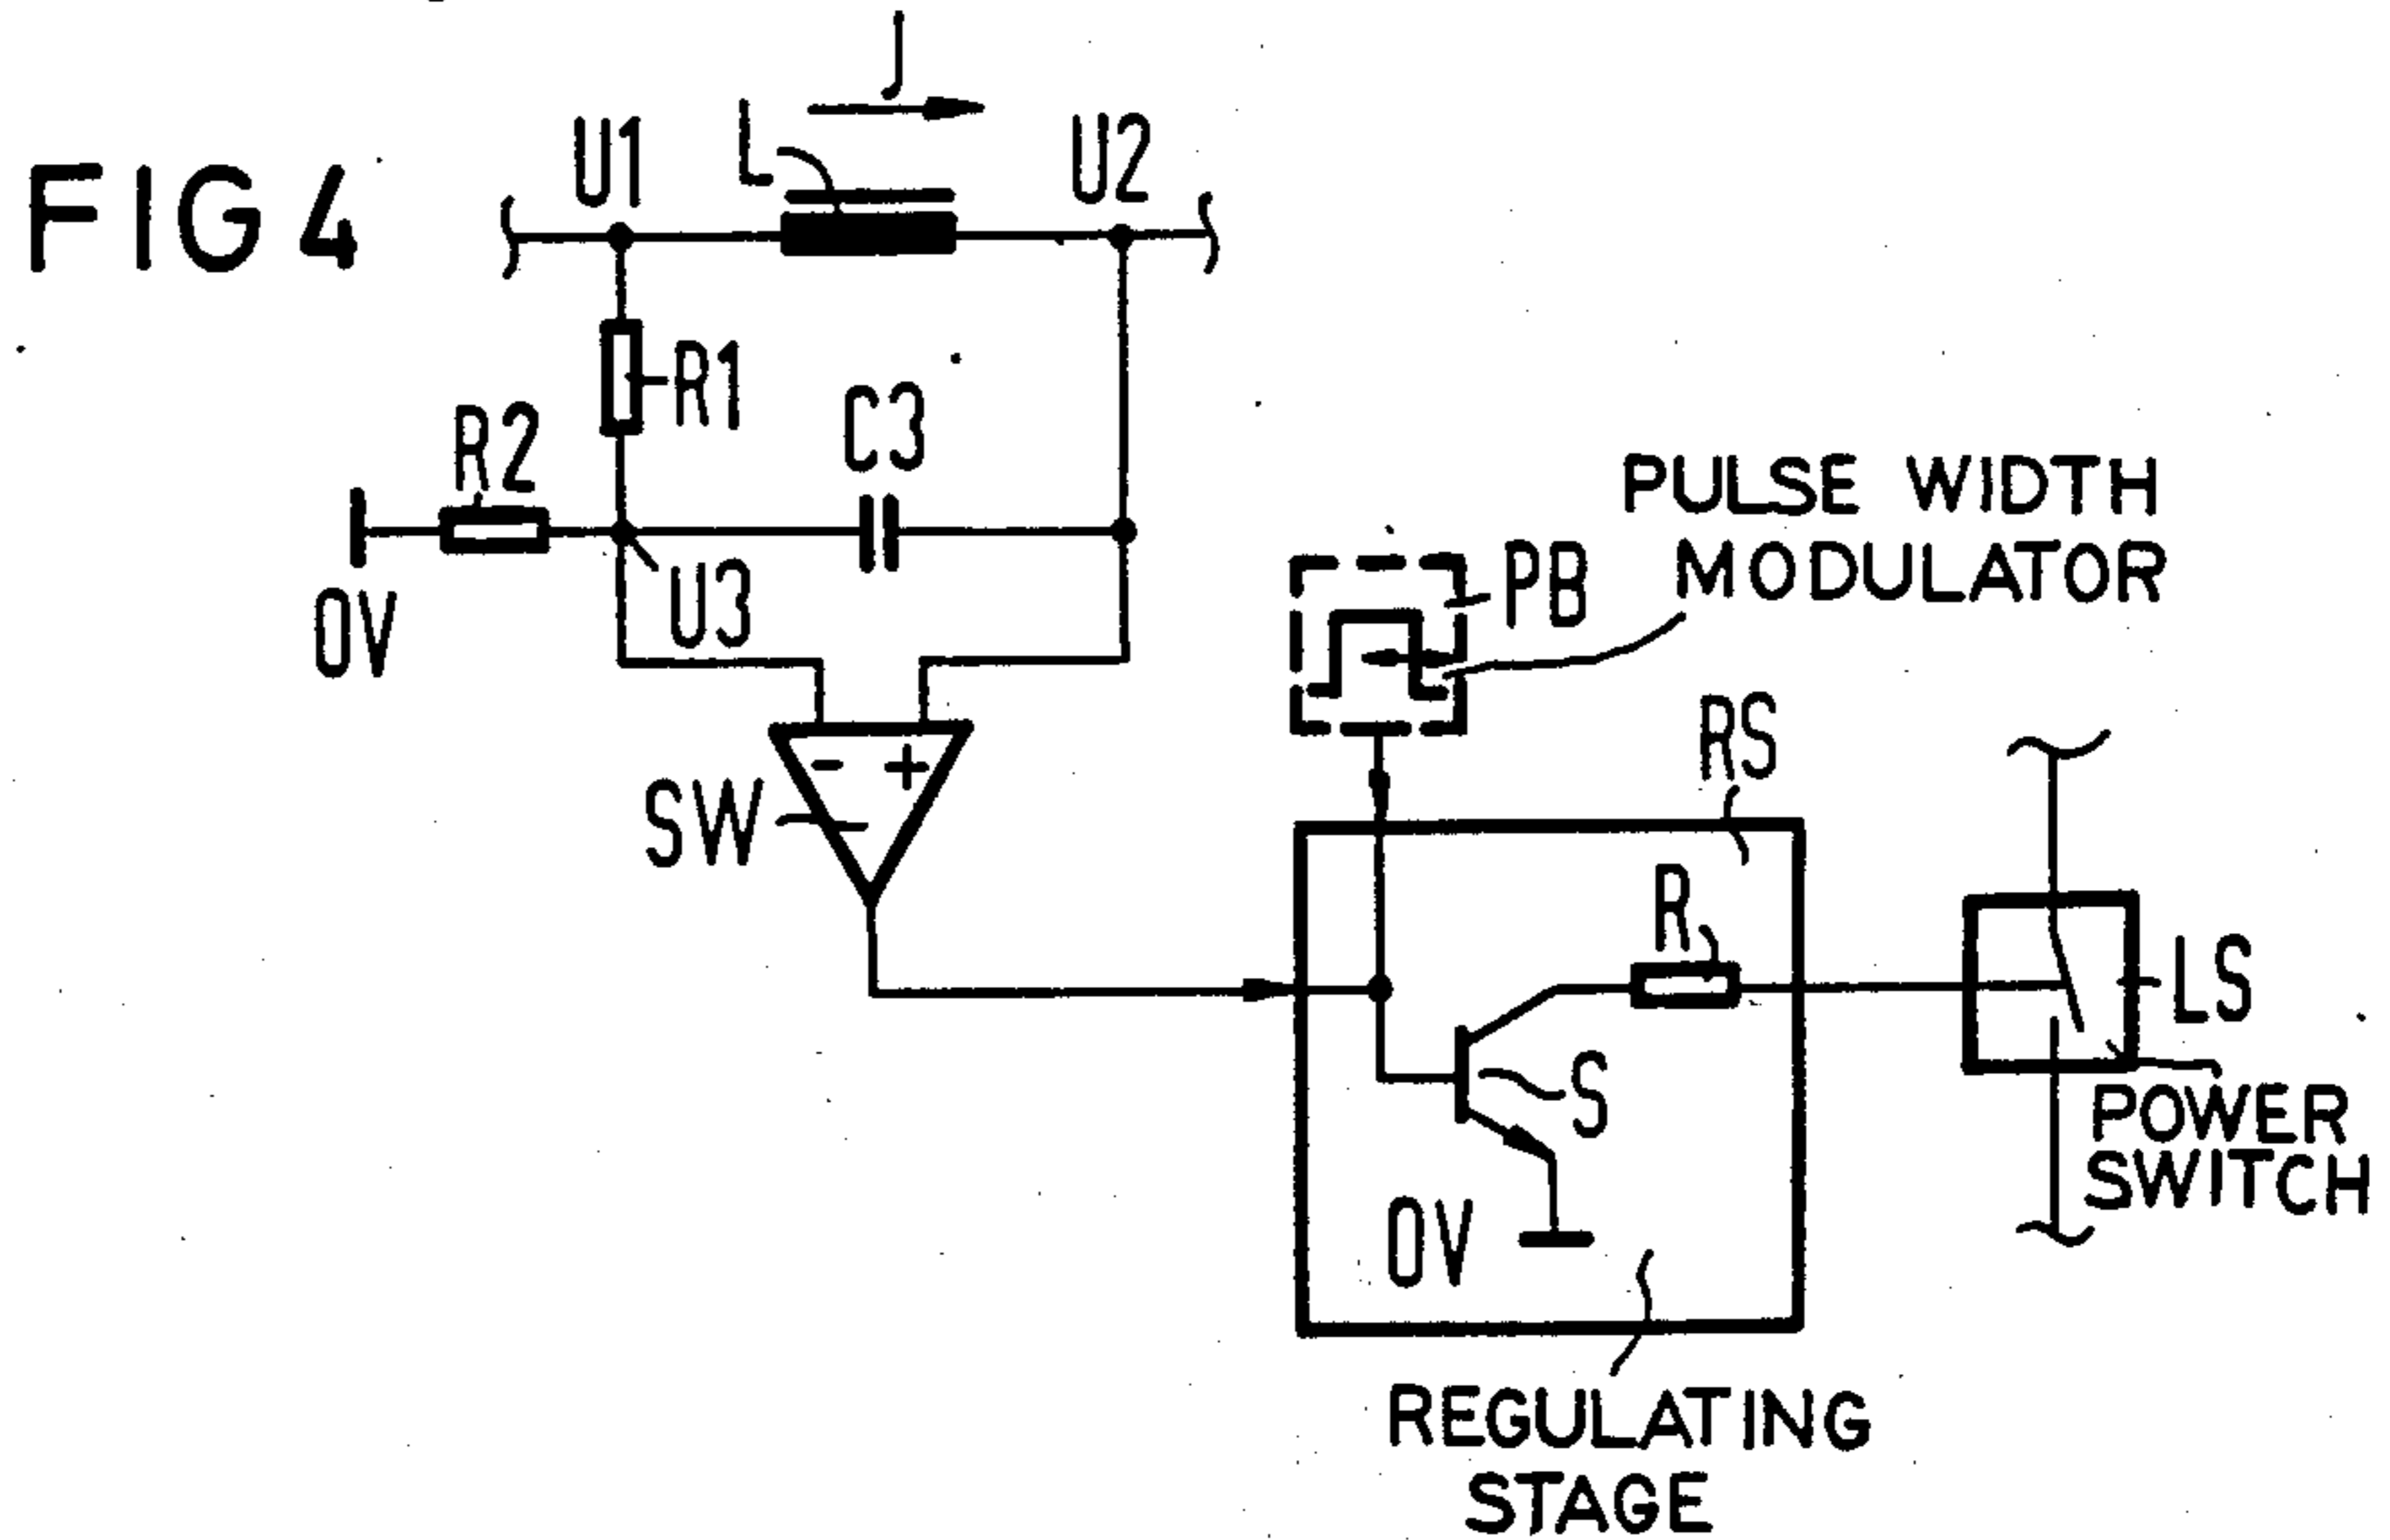 FIG 4
J
U1
L
U2
R1
R2
C3
0V
U3
PULSE WIDTH
MODULATOR
PB
SW
RS
R
LS
S
0V
POWER
SWITCH
REGULATING
STAGE
- +